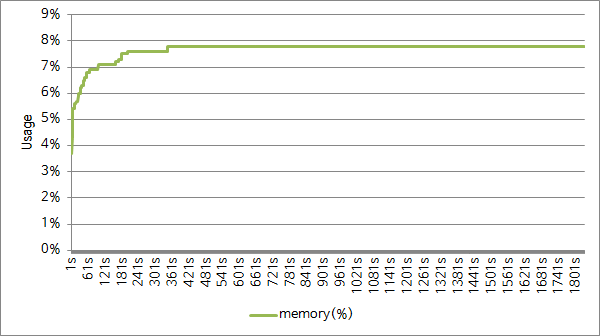 9%
8%
7%
6%
5%
4%
3%
2%
1%
0%
Usage
1s
61s
121s
181s
241s
301s
361s
421s
481s
541s
601s
661s
721s
781s
841s
901s
961s
1021s
1081s
1141s
1201s
1261s
1321s
1381s
1441s
1501s
1561s
1621s
1681s
1741s
1801s
memory(%)